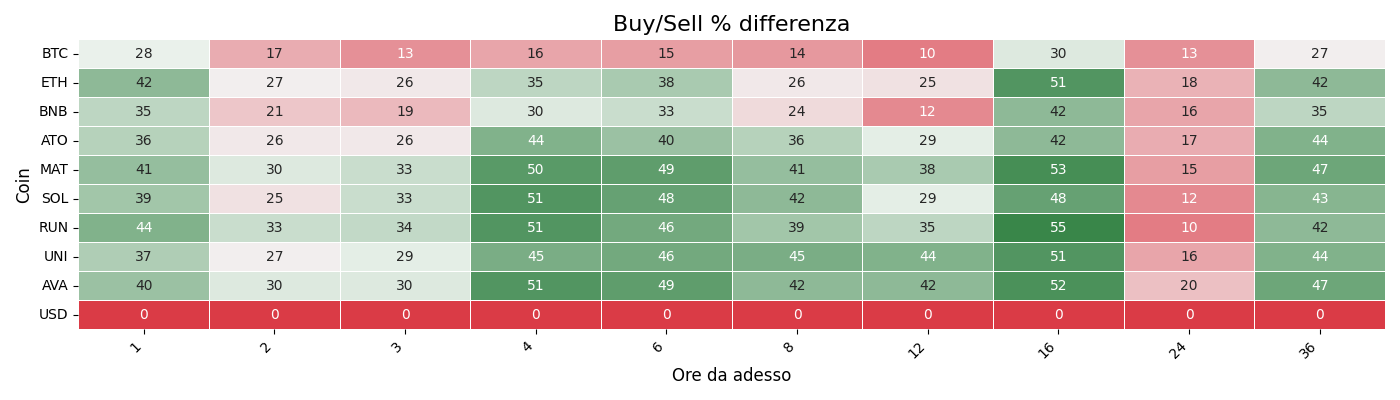 Buy/Sell % differenza
BTC 28 17 13 16 15 14 10 30 13 27
ETH 42 27 26 35 38 26 25 51 18 42
BNB 35 21 19 30 33 24 12 42 16 35
ATO 36 26 26 44 40 36 29 42 17 44
MAT 41 30 33 50 49 41 38 53 15 47
SOL 39 25 33 51 48 42 29 48 12 43
RUN 44 33 34 51 46 39 35 55 10 42
UNI 37 27 29 45 46 45 44 51 16 44
AVA 40 30 30 51 49 42 42 52 20 47
USD 0 0 0 0 0 0 0 0 0 0
Coin
1 2 3 4 6 8 12 16 24 36
Ore da adesso